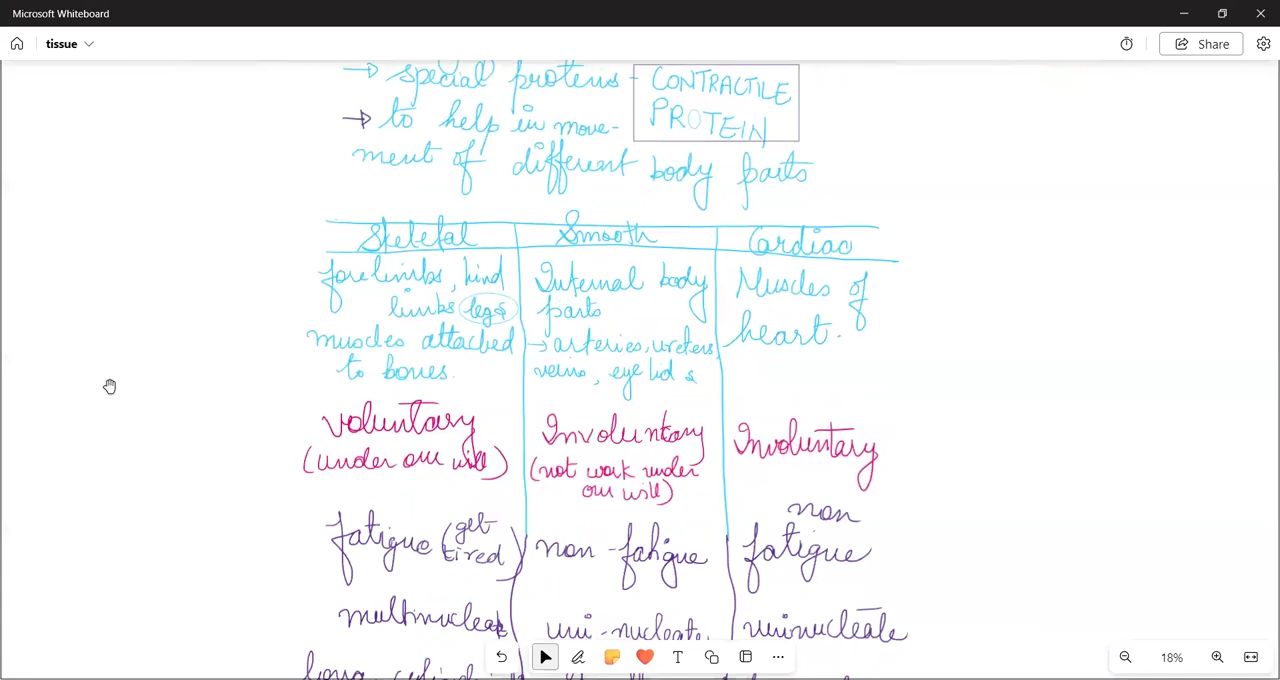 Microsoft Whiteboard
tissue
Share
→ special proteins - CONTRACTILE PROTEIN
→ to help in move-
ment of different body parts
Skeletal Smooth Cardiac
forelimbs, hind
limbs legs
muscles attached
to bones.
Internal body
parts
→ arteries, ureters,
veins, eye lid s
Muscles of
heart.
voluntary
(under our will)
Involuntary
(not work under
our will)
Involuntary
fatigue (get
tired)
non-fatigue
non
fatigue
multinucleate
uni-nucleate,
uninucleate
18%